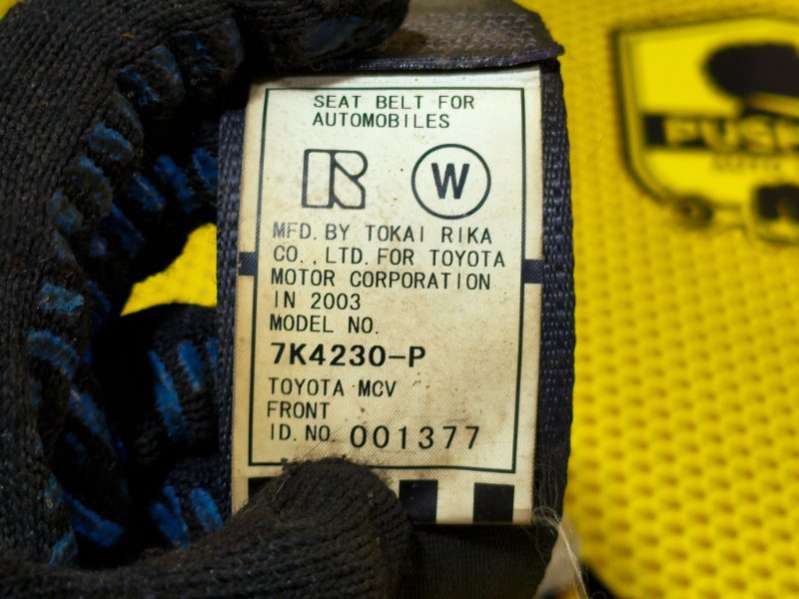 SEAT BELT FOR
AUTOMOBILES
R W
MFD. BY TOKAI RIKA
CO., LTD. FOR TOYOTA
MOTOR CORPORATION
IN 2003
MODEL NO.
7K4230-P
TOYOTA MCV
FRONT
ID. NO. 001377